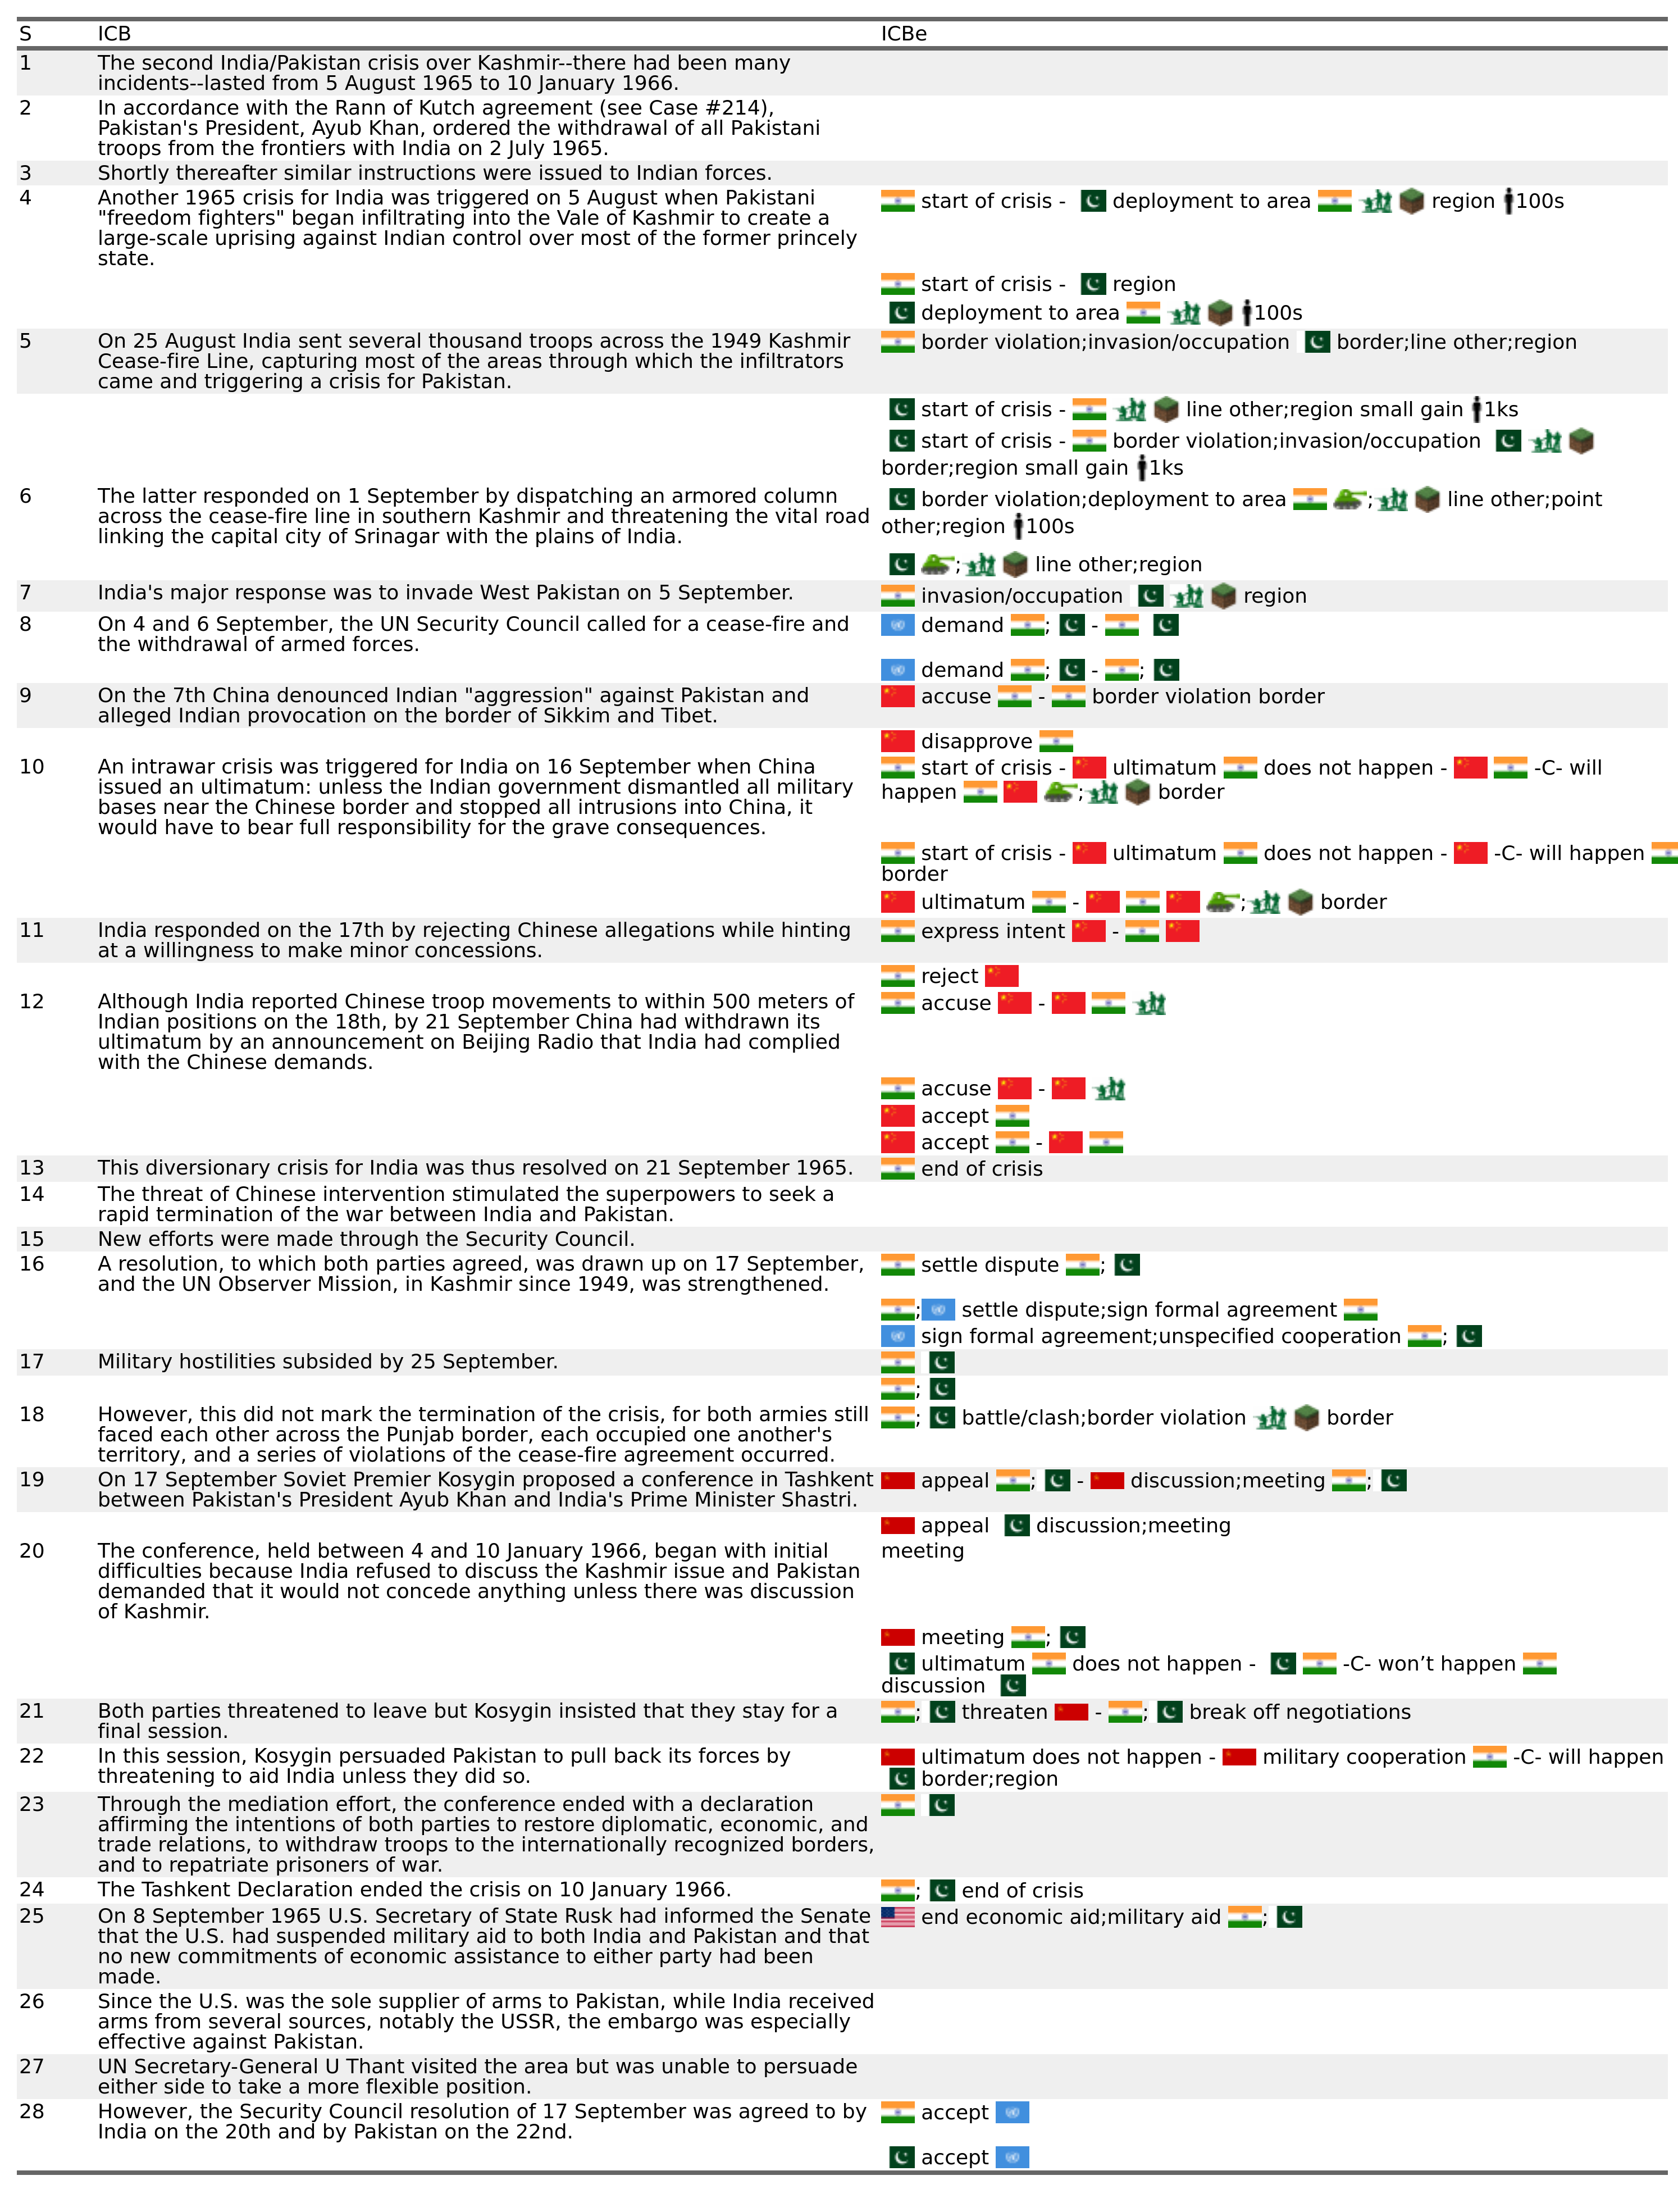 S ICB ICBe
1 The second India/Pakistan crisis over Kashmir--there had been many
incidents--lasted from 5 August 1965 to 10 January 1966.
2 In accordance with the Rann of Kutch agreement (see Case #214),
Pakistan's President, Ayub Khan, ordered the withdrawal of all Pakistani
troops from the frontiers with India on 2 July 1965.
3 Shortly thereafter similar instructions were issued to Indian forces.
4 Another 1965 crisis for India was triggered on 5 August when Pakistani
"freedom fighters" began infiltrating into the Vale of Kashmir to create a
large-scale uprising against Indian control over most of the former princely
state.
start of crisis - deployment to area region 100s
start of crisis - region
deployment to area 100s
5 On 25 August India sent several thousand troops across the 1949 Kashmir
Cease-fire Line, capturing most of the areas through which the infiltrators
came and triggering a crisis for Pakistan.
border violation;invasion/occupation border;line other;region
start of crisis - line other;region small gain 1ks
start of crisis - border violation;invasion/occupation
border;region small gain 1ks
6 The latter responded on 1 September by dispatching an armored column
across the cease-fire line in southern Kashmir and threatening the vital road
linking the capital city of Srinagar with the plains of India.
border violation;deployment to area ; line other;point
other;region 100s
; line other;region
7 India's major response was to invade West Pakistan on 5 September.
invasion/occupation region
8 On 4 and 6 September, the UN Security Council called for a cease-fire and
the withdrawal of armed forces.
demand ; -
demand ; - ;
9 On the 7th China denounced Indian "aggression" against Pakistan and
alleged Indian provocation on the border of Sikkim and Tibet.
accuse - border violation border
disapprove
10 An intrawar crisis was triggered for India on 16 September when China
issued an ultimatum: unless the Indian government dismantled all military
bases near the Chinese border and stopped all intrusions into China, it
would have to bear full responsibility for the grave consequences.
start of crisis - ultimatum does not happen - -C- will
happen ; border
start of crisis - ultimatum does not happen - -C- will happen
border
ultimatum - ; border
11 India responded on the 17th by rejecting Chinese allegations while hinting
at a willingness to make minor concessions.
express intent -
reject
12 Although India reported Chinese troop movements to within 500 meters of
Indian positions on the 18th, by 21 September China had withdrawn its
ultimatum by an announcement on Beijing Radio that India had complied
with the Chinese demands.
accuse -
accuse -
accept
accept -
13 This diversionary crisis for India was thus resolved on 21 September 1965.
end of crisis
14 The threat of Chinese intervention stimulated the superpowers to seek a
rapid termination of the war between India and Pakistan.
15 New efforts were made through the Security Council.
16 A resolution, to which both parties agreed, was drawn up on 17 September,
and the UN Observer Mission, in Kashmir since 1949, was strengthened.
settle dispute ;
; settle dispute;sign formal agreement
sign formal agreement;unspecified cooperation ;
17 Military hostilities subsided by 25 September.
;
18 However, this did not mark the termination of the crisis, for both armies still
faced each other across the Punjab border, each occupied one another's
territory, and a series of violations of the cease-fire agreement occurred.
; battle/clash;border violation border
19 On 17 September Soviet Premier Kosygin proposed a conference in Tashkent
between Pakistan's President Ayub Khan and India's Prime Minister Shastri.
appeal ; - discussion;meeting ;
appeal discussion;meeting
20 The conference, held between 4 and 10 January 1966, began with initial
difficulties because India refused to discuss the Kashmir issue and Pakistan
demanded that it would not concede anything unless there was discussion
of Kashmir.
meeting
meeting ;
ultimatum does not happen - -C- won’t happen
discussion
21 Both parties threatened to leave but Kosygin insisted that they stay for a
final session.
; threaten - ; break off negotiations
22 In this session, Kosygin persuaded Pakistan to pull back its forces by
threatening to aid India unless they did so.
ultimatum does not happen - military cooperation -C- will happen
border;region
23 Through the mediation effort, the conference ended with a declaration
affirming the intentions of both parties to restore diplomatic, economic, and
trade relations, to withdraw troops to the internationally recognized borders,
and to repatriate prisoners of war.
24 The Tashkent Declaration ended the crisis on 10 January 1966.
; end of crisis
25 On 8 September 1965 U.S. Secretary of State Rusk had informed the Senate
that the U.S. had suspended military aid to both India and Pakistan and that
no new commitments of economic assistance to either party had been
made.
end economic aid;military aid ;
26 Since the U.S. was the sole supplier of arms to Pakistan, while India received
arms from several sources, notably the USSR, the embargo was especially
effective against Pakistan.
27 UN Secretary-General U Thant visited the area but was unable to persuade
either side to take a more flexible position.
28 However, the Security Council resolution of 17 September was agreed to by
India on the 20th and by Pakistan on the 22nd.
accept
accept